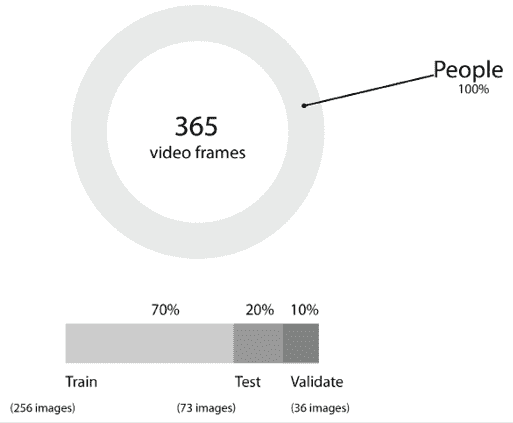 People
100%
365
video frames
70% 20% 10%
Train Test Validate
(256 images) (73 images) (36 images)